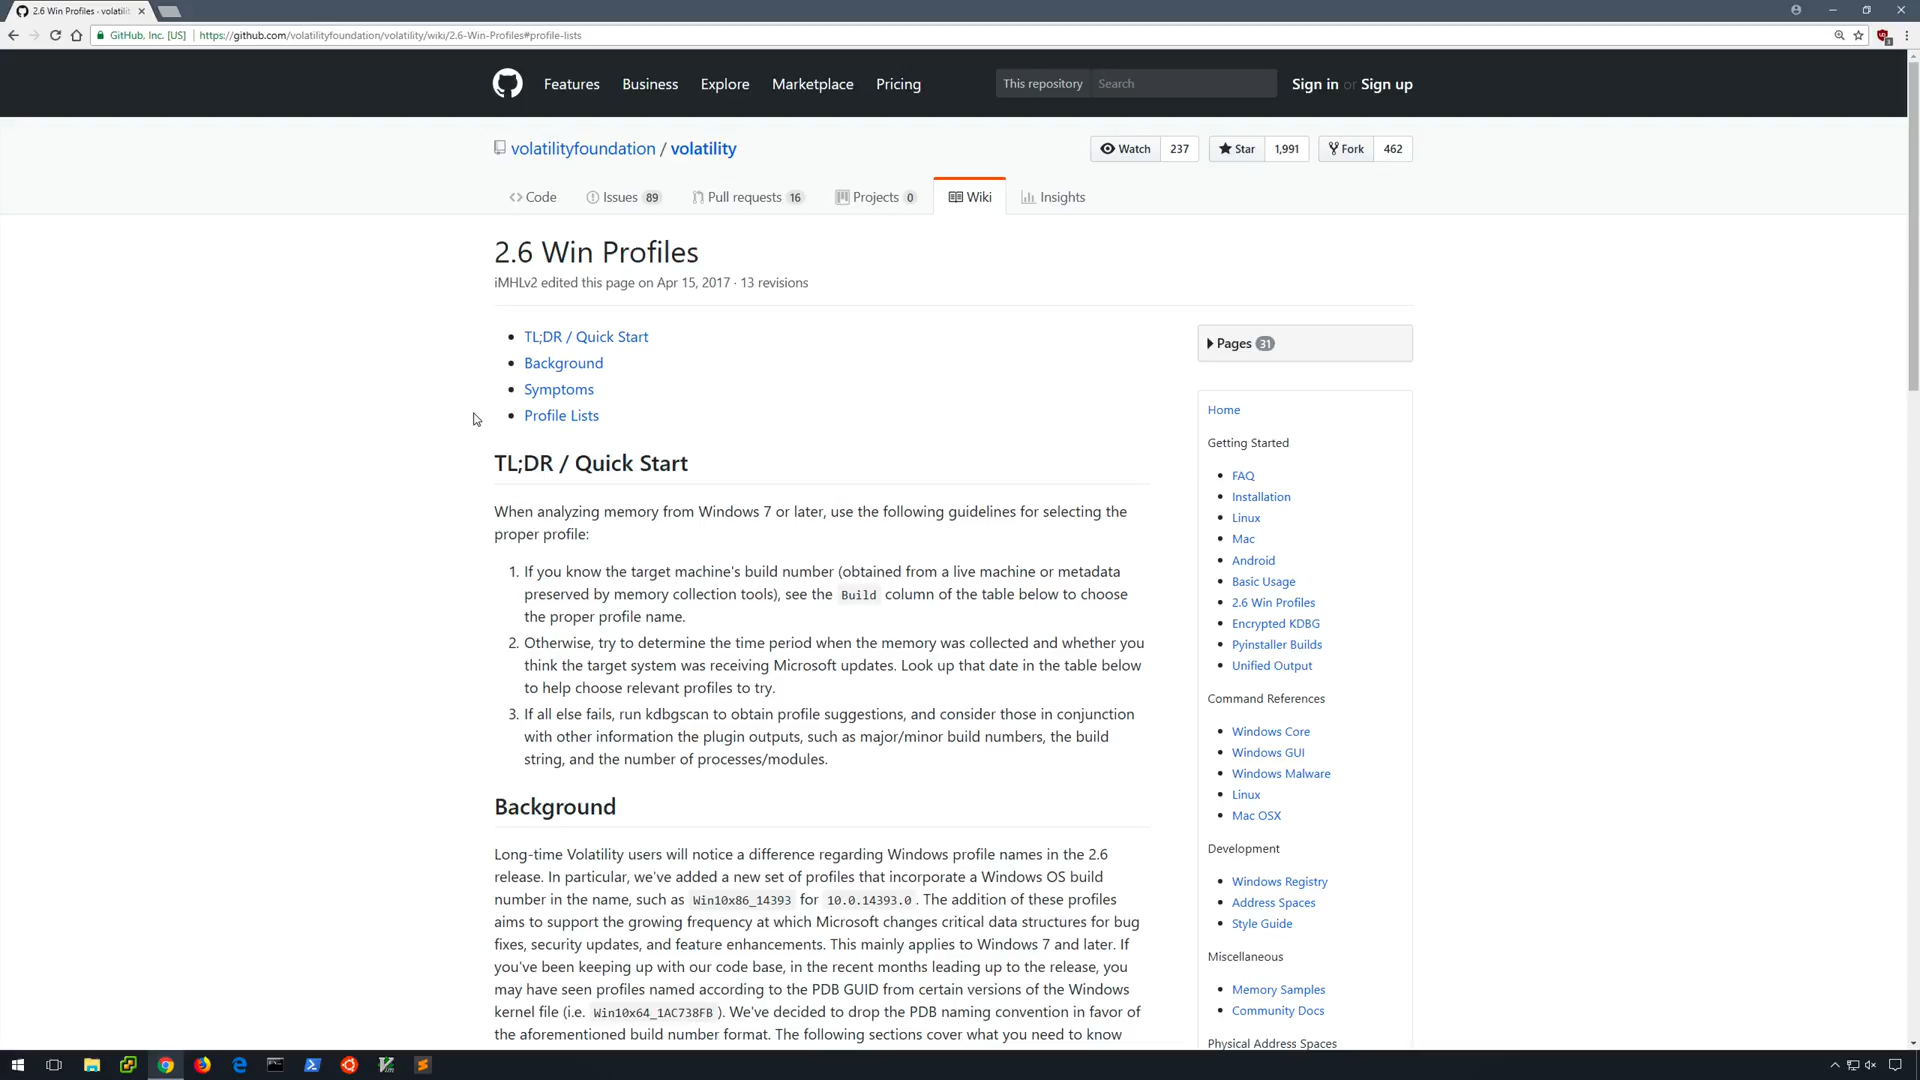 2.6 Win Profiles · volatilit
GitHub, Inc. [US] | https://github.com/volatilityfoundation/volatility/wiki/2.6-Win-Profiles#profile-lists
Features Business Explore Marketplace Pricing This repository Search Sign in or Sign up
volatilityfoundation / volatility Watch 237 Star 1,991 Fork 462
Code Issues 89 Pull requests 16 Projects 0 Wiki Insights
2.6 Win Profiles
iMHLv2 edited this page on Apr 15, 2017 · 13 revisions
TL;DR / Quick Start
Background
Symptoms
Profile Lists
TL;DR / Quick Start
When analyzing memory from Windows 7 or later, use the following guidelines for selecting the
proper profile:
1. If you know the target machine's build number (obtained from a live machine or metadata
preserved by memory collection tools), see the Build column of the table below to choose
the proper profile name.
2. Otherwise, try to determine the time period when the memory was collected and whether you
think the target system was receiving Microsoft updates. Look up that date in the table below
to help choose relevant profiles to try.
3. If all else fails, run kdbgscan to obtain profile suggestions, and consider those in conjunction
with other information the plugin outputs, such as major/minor build numbers, the build
string, and the number of processes/modules.
Background
Long-time Volatility users will notice a difference regarding Windows profile names in the 2.6
release. In particular, we've added a new set of profiles that incorporate a Windows OS build
number in the name, such as Win10x86_14393 for 10.0.14393.0. The addition of these profiles
aims to support the growing frequency at which Microsoft changes critical data structures for bug
fixes, security updates, and feature enhancements. This mainly applies to Windows 7 and later. If
you've been keeping up with our code base, in the recent months leading up to the release, you
may have seen profiles named according to the PDB GUID from certain versions of the Windows
kernel file (i.e. Win10x64_1AC738FB). We've decided to drop the PDB naming convention in favor of
the aforementioned build number format. The following sections cover what you need to know
Pages 31
Home
Getting Started
FAQ
Installation
Linux
Mac
Android
Basic Usage
2.6 Win Profiles
Encrypted KDBG
Pyinstaller Builds
Unified Output
Command References
Windows Core
Windows GUI
Windows Malware
Linux
Mac OSX
Development
Windows Registry
Address Spaces
Style Guide
Miscellaneous
Memory Samples
Community Docs
Physical Address Spaces